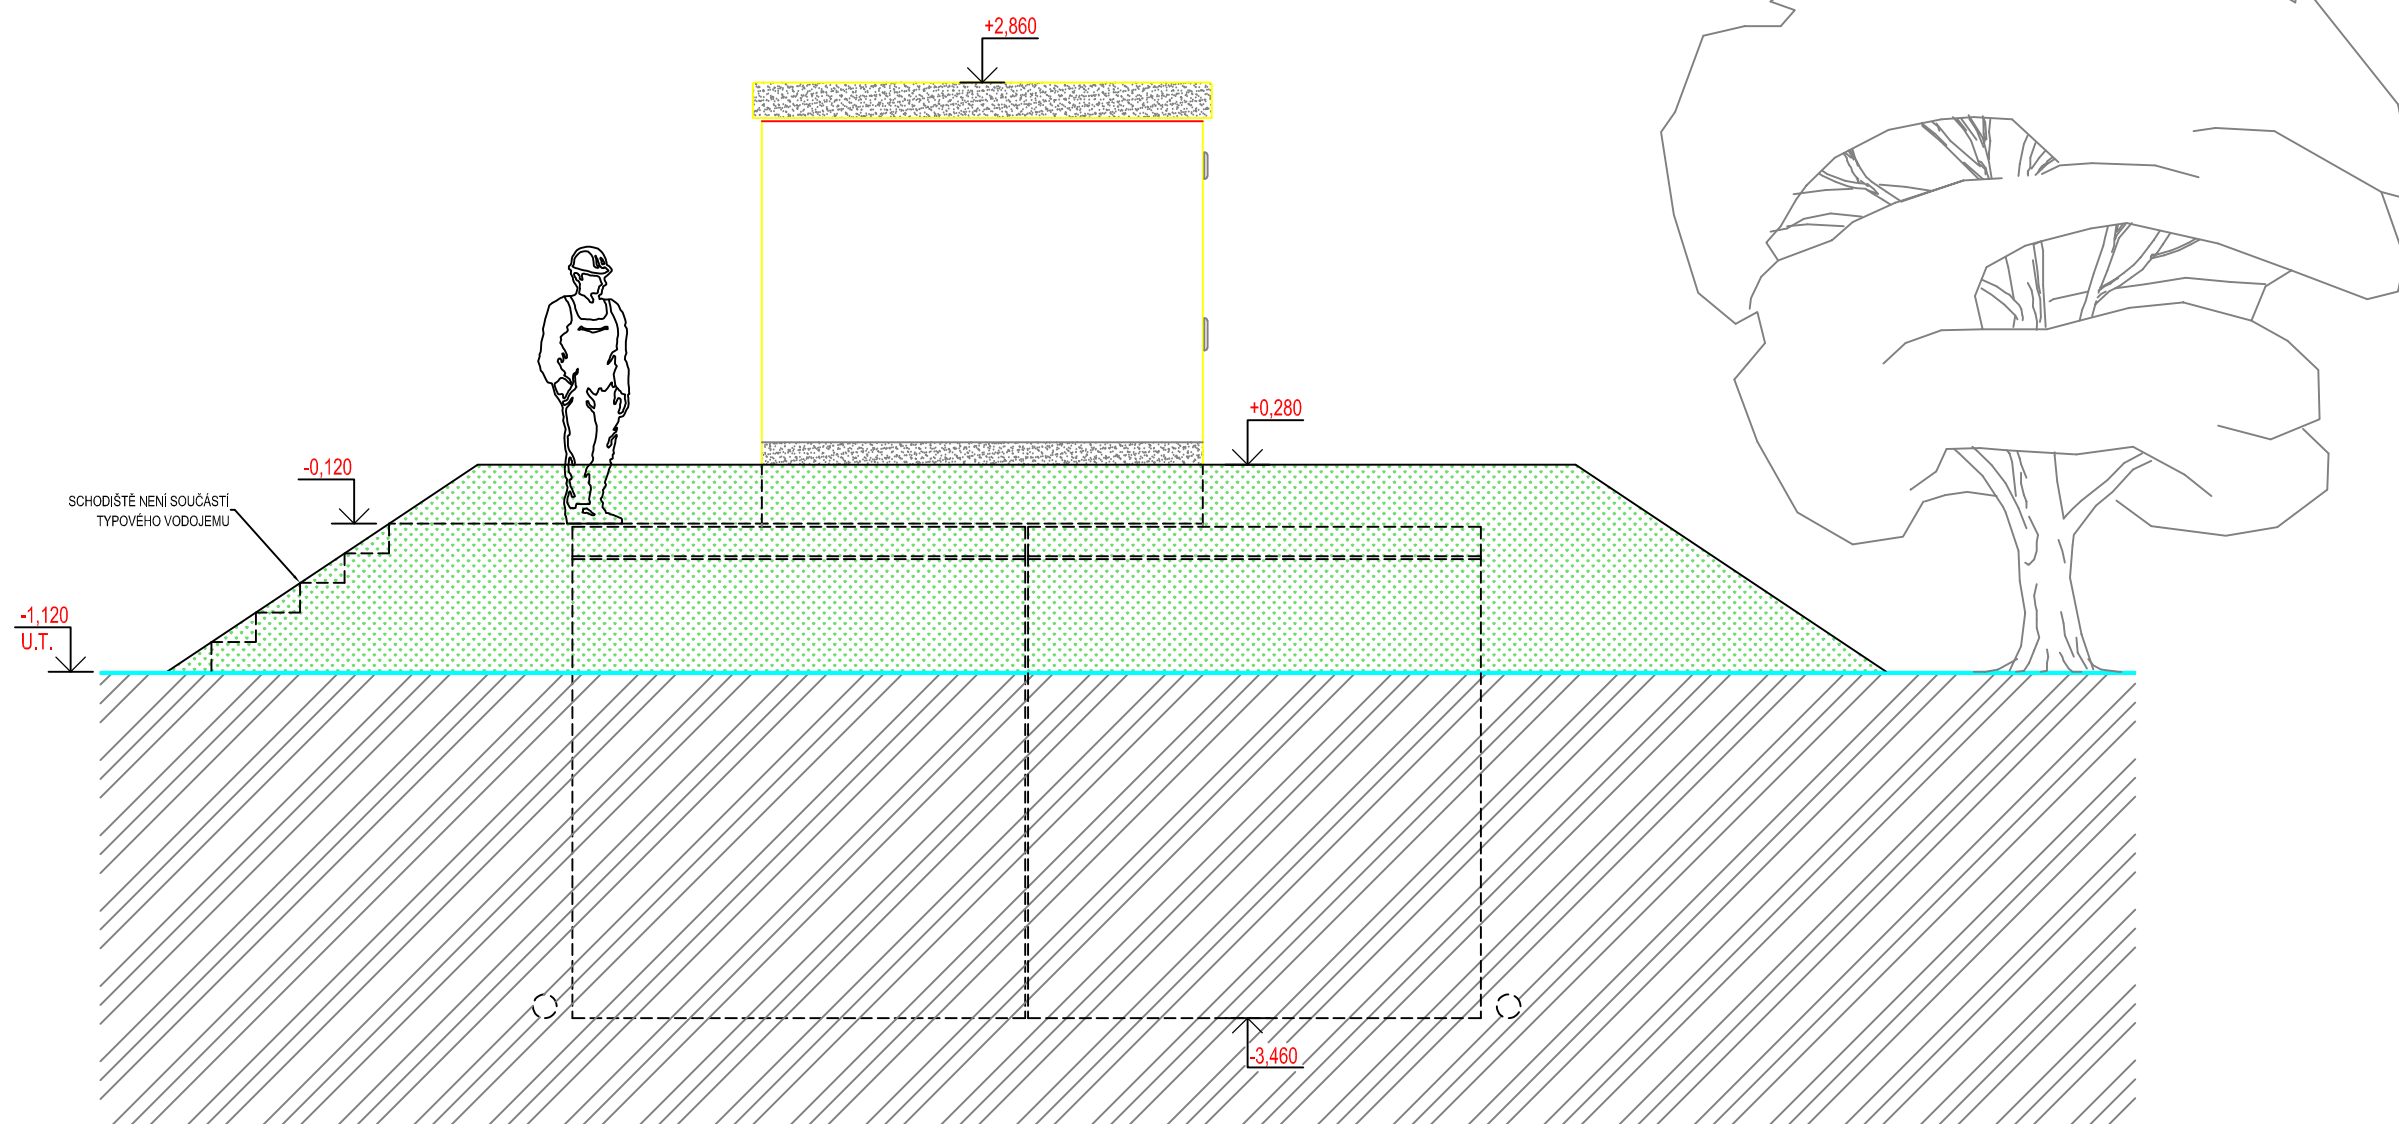 +2,860
+0,280
-0,120
SCHODIŠTĚ NENÍ SOUČÁSTÍ
TYPOVÉHO VODOJEMU
-1,120
U.T.
-3,460